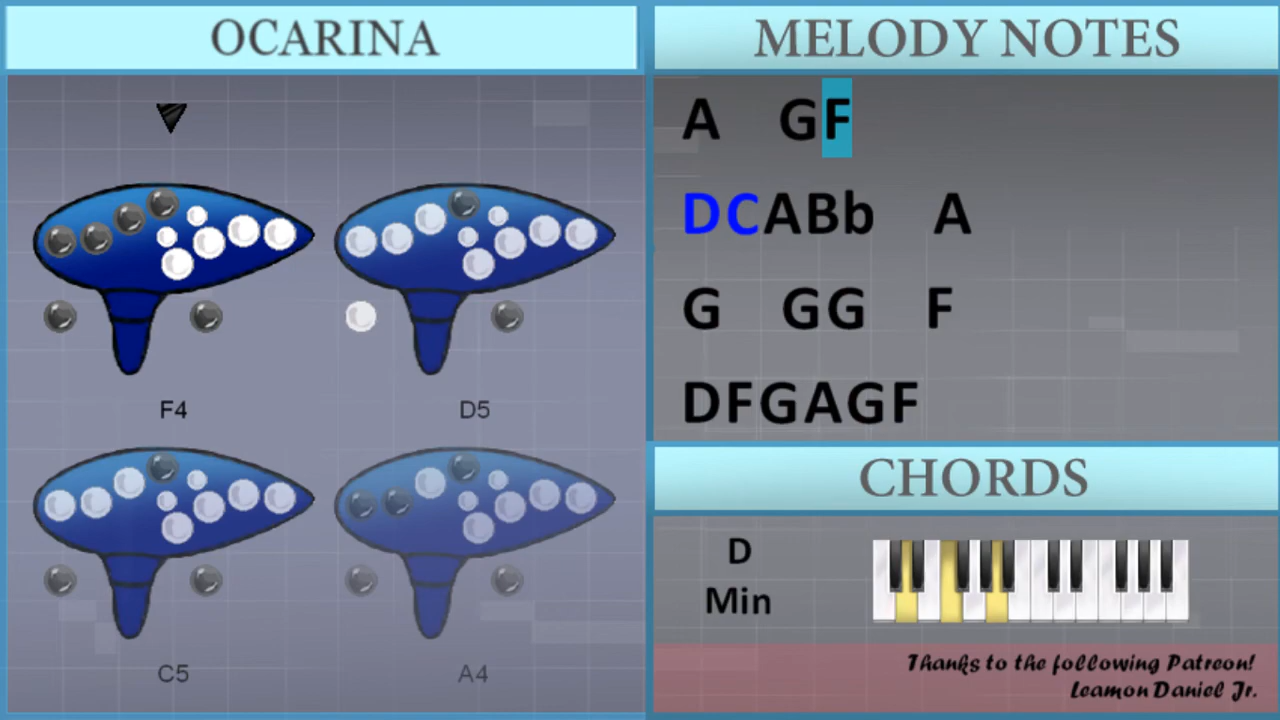 OCARINA
F4
D5
C5
A4
MELODY NOTES
A GF
DCABb A
G GG F
DFGAGF
CHORDS
D
Min
Thanks to the following Patreon!
Leamon Daniel Jr.